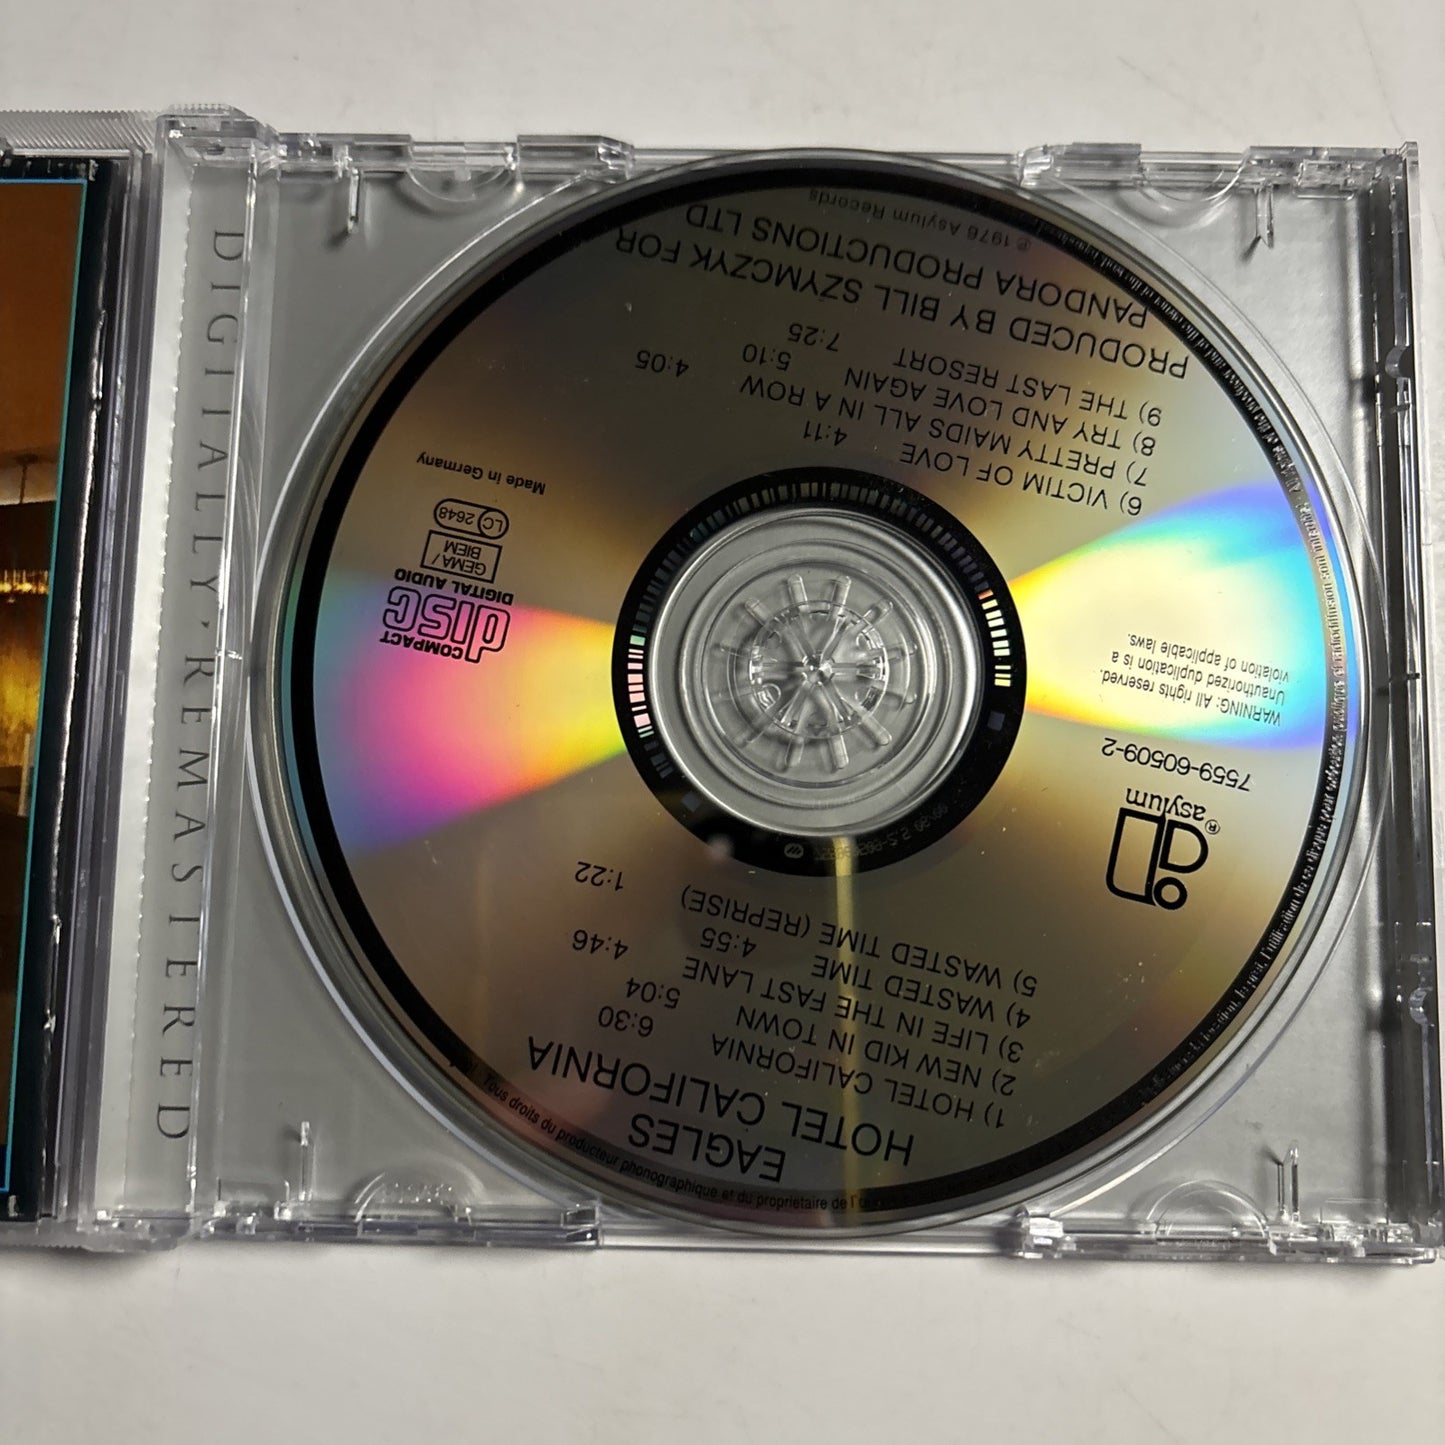 DIGITALLY·REMASTERED
EAGLES
HOTEL CALIFORNIA
1) HOTEL CALIFORNIA 6:30
2) NEW KID IN TOWN 5:04
3) LIFE IN THE FAST LANE 4:46
4) WASTED TIME 4:55
5) WASTED TIME (REPRISE) 1:22
asylum ®
7559-60509-2
WARNING: All rights reserved.
Unauthorized duplication is a
violation of applicable laws.
COMPACT
disc
DIGITAL AUDIO
GEMA/
BIEM
LC 2648
Made in Germany
6) VICTIM OF LOVE 4:11
7) PRETTY MAIDS ALL IN A ROW 4:05
8) TRY AND LOVE AGAIN 5:10
9) THE LAST RESORT 7:25
PRODUCED BY BILL SZYMCZYK FOR
PANDORA PRODUCTIONS LTD
℗ 1976 Asylum Records
Tous droits du producteur phonographique et du proprietaire de l'